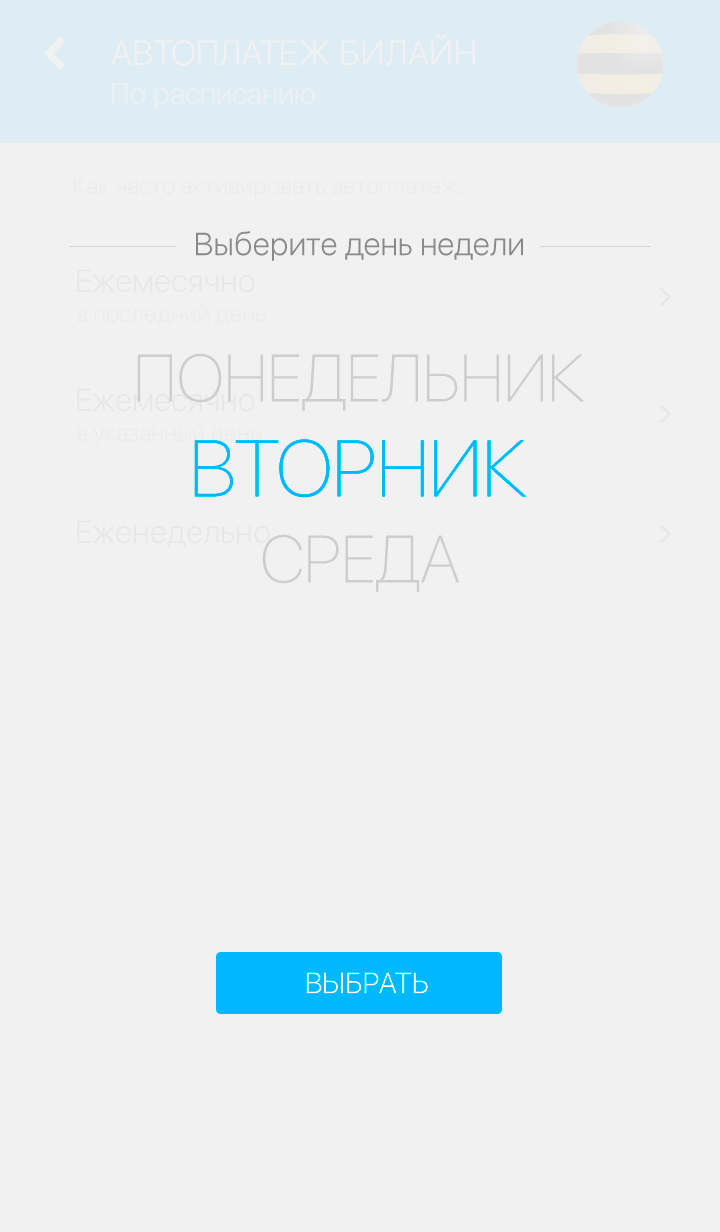 АВТОПЛАТЕЖ БИЛАЙН
По расписанию
Как часто активировать автоплатеж.
Выберите день недели
Ежемесячно
в последний день
ПОНЕДЕЛЬНИК
Ежемесячно
в указанный день
ВТОРНИК
Еженедельно
СРЕДА
ВЫБРАТЬ